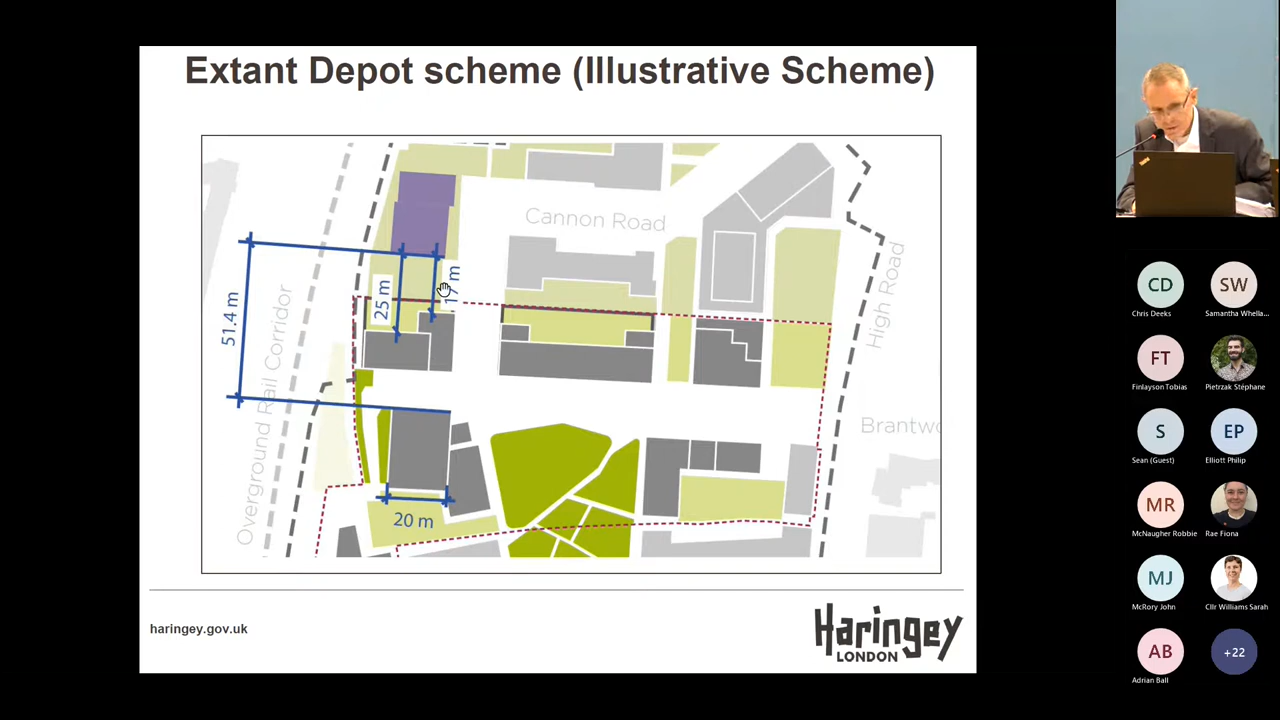 Extant Depot scheme (Illustrative Scheme)
Cannon Road
High Road
Brantwo
Overground Rail Corridor
51.4 m
25 m
17 m
20 m
haringey.gov.uk
Haringey
LONDON
CD
Chris Deeks
SW
Samantha Whella...
FT
Finlayson Tobias
Pietrzak Stéphane
S
Sean (Guest)
EP
Elliott Philip
MR
McNaugher Robbie
Rae Fiona
MJ
McRory John
Cllr Williams Sarah
AB
Adrian Ball
+22